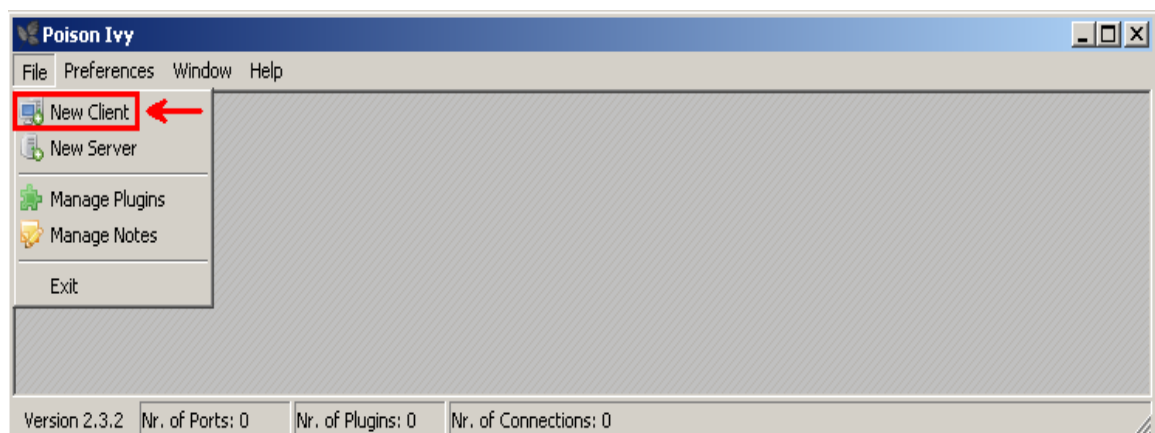 Poison Ivy
File Preferences Window Help
New Client
New Server
Manage Plugins
Manage Notes
Exit
Version 2.3.2 Nr. of Ports: 0 Nr. of Plugins: 0 Nr. of Connections: 0